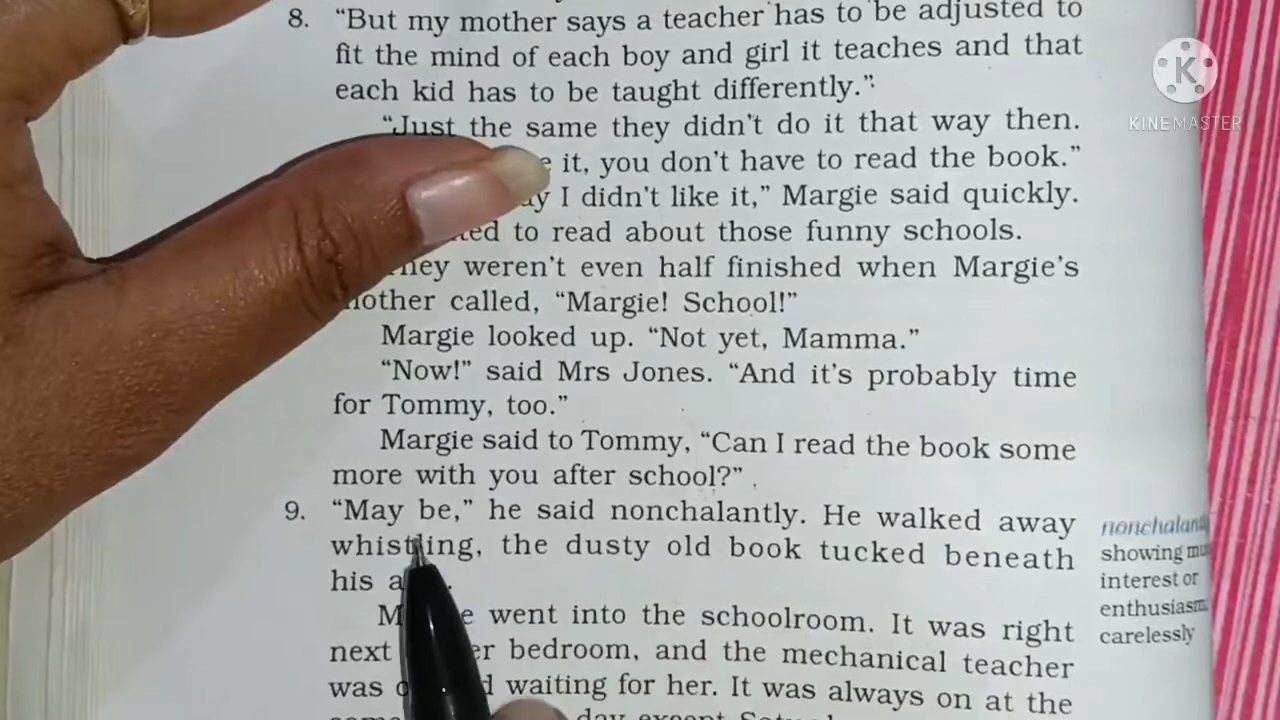 8. “But my mother says a teacher has to be adjusted to
fit the mind of each boy and girl it teaches and that
each kid has to be taught differently.”
“Just the same they didn’t do it that way then.
it, you don’t have to read the book.”
I didn’t like it,” Margie said quickly.
to read about those funny schools.
weren’t even half finished when Margie’s
called, “Margie! School!”
Margie looked up. “Not yet, Mamma.”
“Now!” said Mrs Jones. “And it’s probably time
for Tommy, too.”
Margie said to Tommy, “Can I read the book some
more with you after school?”
9. “May be,” he said nonchalantly. He walked away
whistling, the dusty old book tucked beneath
his
went into the schoolroom. It was right
next bedroom, and the mechanical teacher
was waiting for her. It was always on at the
day except
nonchalantly
showing
interest or
enthusiasm
carelessly
KINEMASTER